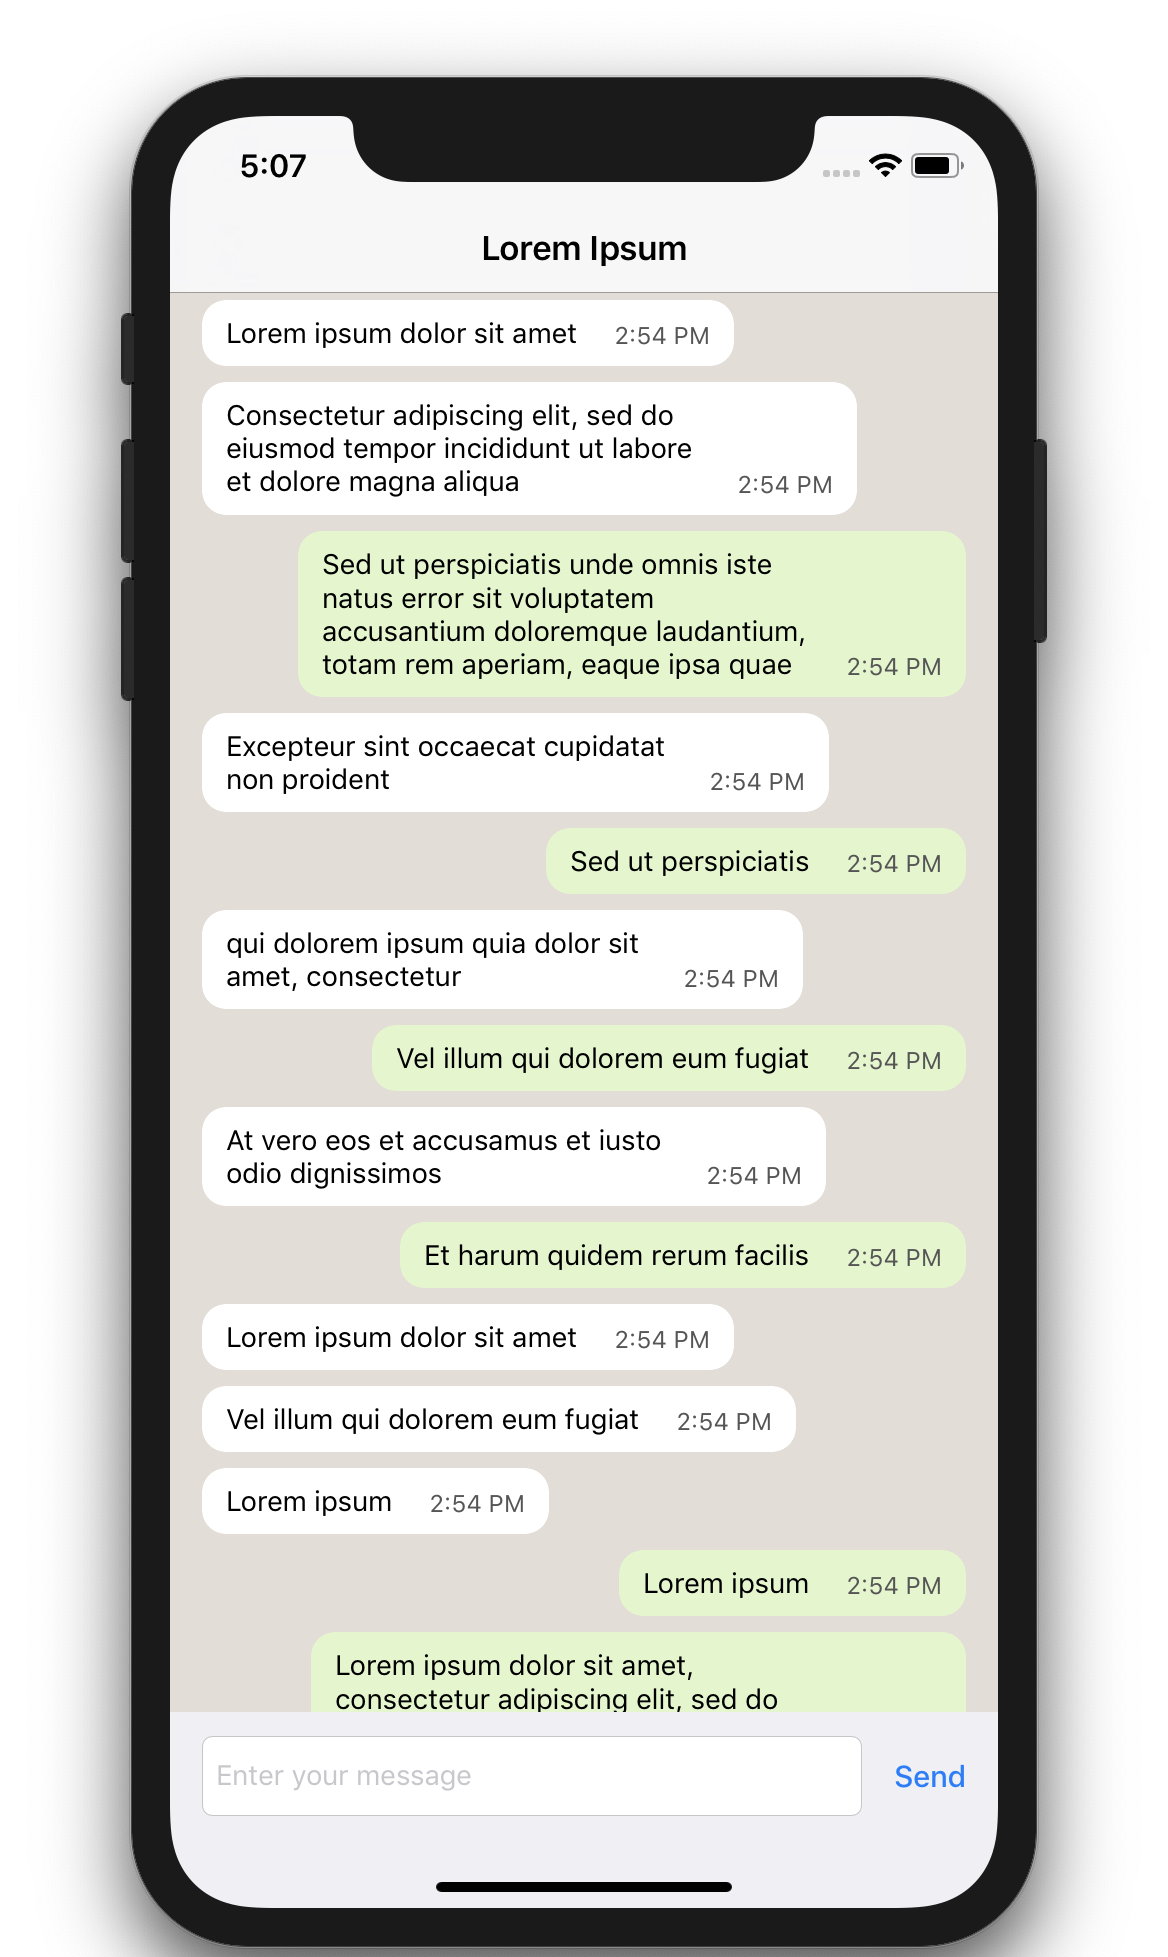 5:07
Lorem Ipsum
Lorem ipsum dolor sit amet 2:54 PM
Consectetur adipiscing elit, sed do
eiusmod tempor incididunt ut labore
et dolore magna aliqua 2:54 PM
Sed ut perspiciatis unde omnis iste
natus error sit voluptatem
accusantium doloremque laudantium,
totam rem aperiam, eaque ipsa quae 2:54 PM
Excepteur sint occaecat cupidatat
non proident 2:54 PM
Sed ut perspiciatis 2:54 PM
qui dolorem ipsum quia dolor sit
amet, consectetur 2:54 PM
Vel illum qui dolorem eum fugiat 2:54 PM
At vero eos et accusamus et iusto
odio dignissimos 2:54 PM
Et harum quidem rerum facilis 2:54 PM
Lorem ipsum dolor sit amet 2:54 PM
Vel illum qui dolorem eum fugiat 2:54 PM
Lorem ipsum 2:54 PM
Lorem ipsum 2:54 PM
Lorem ipsum dolor sit amet,
consectetur adipiscing elit, sed do
Enter your message Send